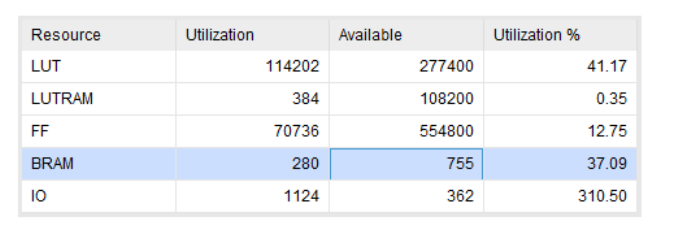 Resource Utilization Available Utilization %
LUT 114202 277400 41.17
LUTRAM 384 108200 0.35
FF 70736 554800 12.75
BRAM 280 755 37.09
IO 1124 362 310.50